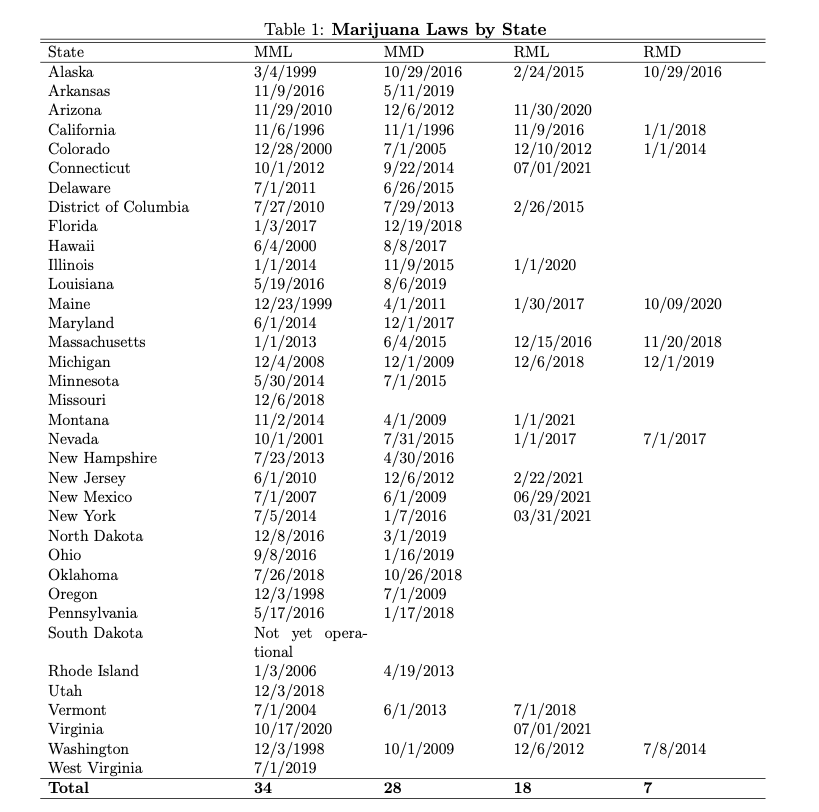 Table 1: Marijuana Laws by State
State MML MMD RML RMD
Alaska 3/4/1999 10/29/2016 2/24/2015 10/29/2016
Arkansas 11/9/2016 5/11/2019
Arizona 11/29/2010 12/6/2012 11/30/2020
California 11/6/1996 11/1/1996 11/9/2016 1/1/2018
Colorado 12/28/2000 7/1/2005 12/10/2012 1/1/2014
Connecticut 10/1/2012 9/22/2014 07/01/2021
Delaware 7/1/2011 6/26/2015
District of Columbia 7/27/2010 7/29/2013 2/26/2015
Florida 1/3/2017 12/19/2018
Hawaii 6/4/2000 8/8/2017
Illinois 1/1/2014 11/9/2015 1/1/2020
Louisiana 5/19/2016 8/6/2019
Maine 12/23/1999 4/1/2011 1/30/2017 10/09/2020
Maryland 6/1/2014 12/1/2017
Massachusetts 1/1/2013 6/4/2015 12/15/2016 11/20/2018
Michigan 12/4/2008 12/1/2009 12/6/2018 12/1/2019
Minnesota 5/30/2014 7/1/2015
Missouri 12/6/2018
Montana 11/2/2014 4/1/2009 1/1/2021
Nevada 10/1/2001 7/31/2015 1/1/2017 7/1/2017
New Hampshire 7/23/2013 4/30/2016
New Jersey 6/1/2010 12/6/2012 2/22/2021
New Mexico 7/1/2007 6/1/2009 06/29/2021
New York 7/5/2014 1/7/2016 03/31/2021
North Dakota 12/8/2016 3/1/2019
Ohio 9/8/2016 1/16/2019
Oklahoma 7/26/2018 10/26/2018
Oregon 12/3/1998 7/1/2009
Pennsylvania 5/17/2016 1/17/2018
South Dakota Not yet opera-
tional
Rhode Island 1/3/2006 4/19/2013
Utah 12/3/2018
Vermont 7/1/2004 6/1/2013 7/1/2018
Virginia 10/17/2020 07/01/2021
Washington 12/3/1998 10/1/2009 12/6/2012 7/8/2014
West Virginia 7/1/2019
Total 34 28 18 7